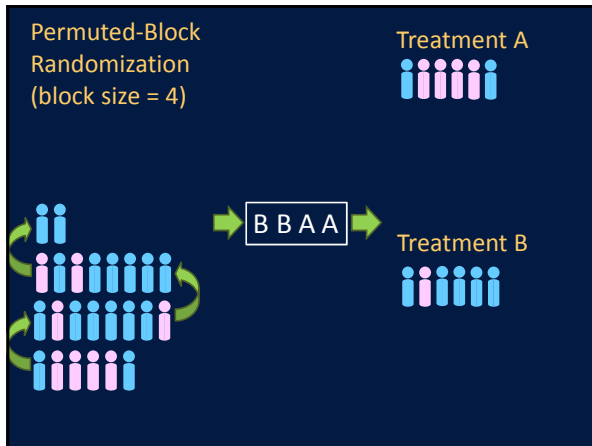 Permuted-Block
Randomization
(block size = 4)
Treatment A
B B A A
Treatment B